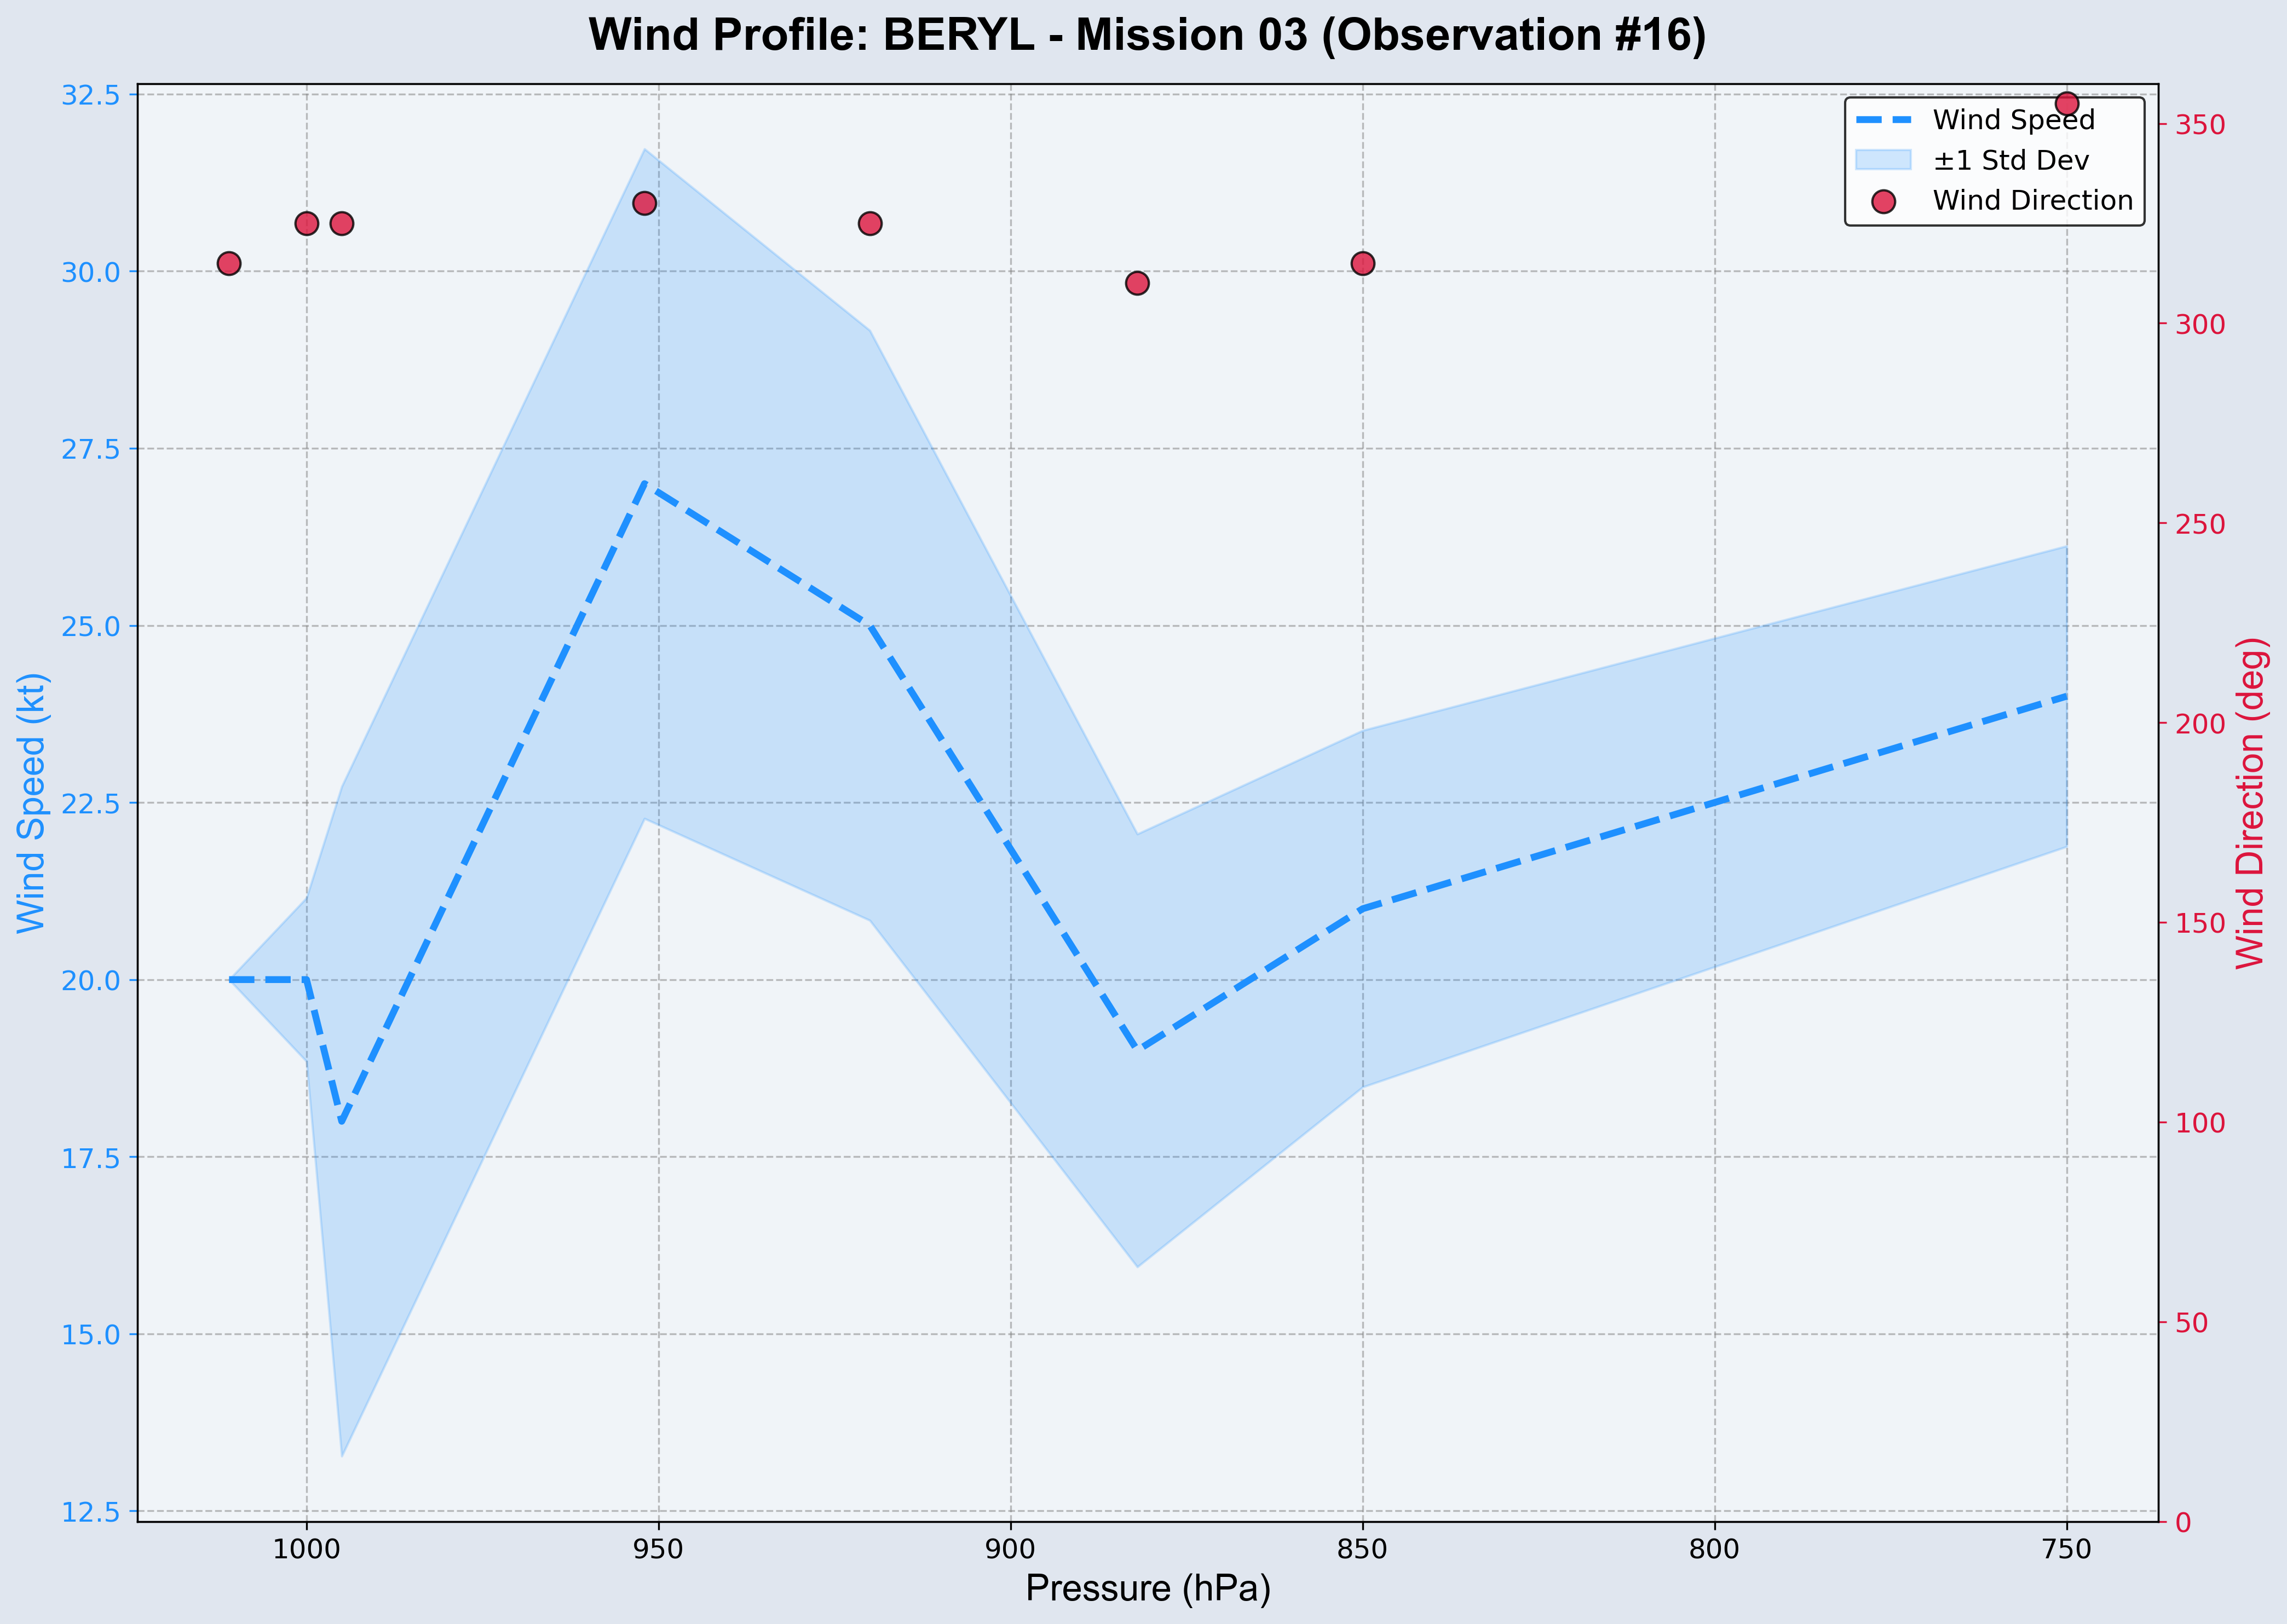 Wind Profile: BERYL - Mission 03 (Observation #16)
32.5
30.0
27.5
25.0
22.5
20.0
17.5
15.0
12.5
Wind Speed (kt)
Wind Speed
±1 Std Dev
Wind Direction
350
300
250
200
150
100
50
0
Wind Direction (deg)
1000 950 900 850 800 750
Pressure (hPa)